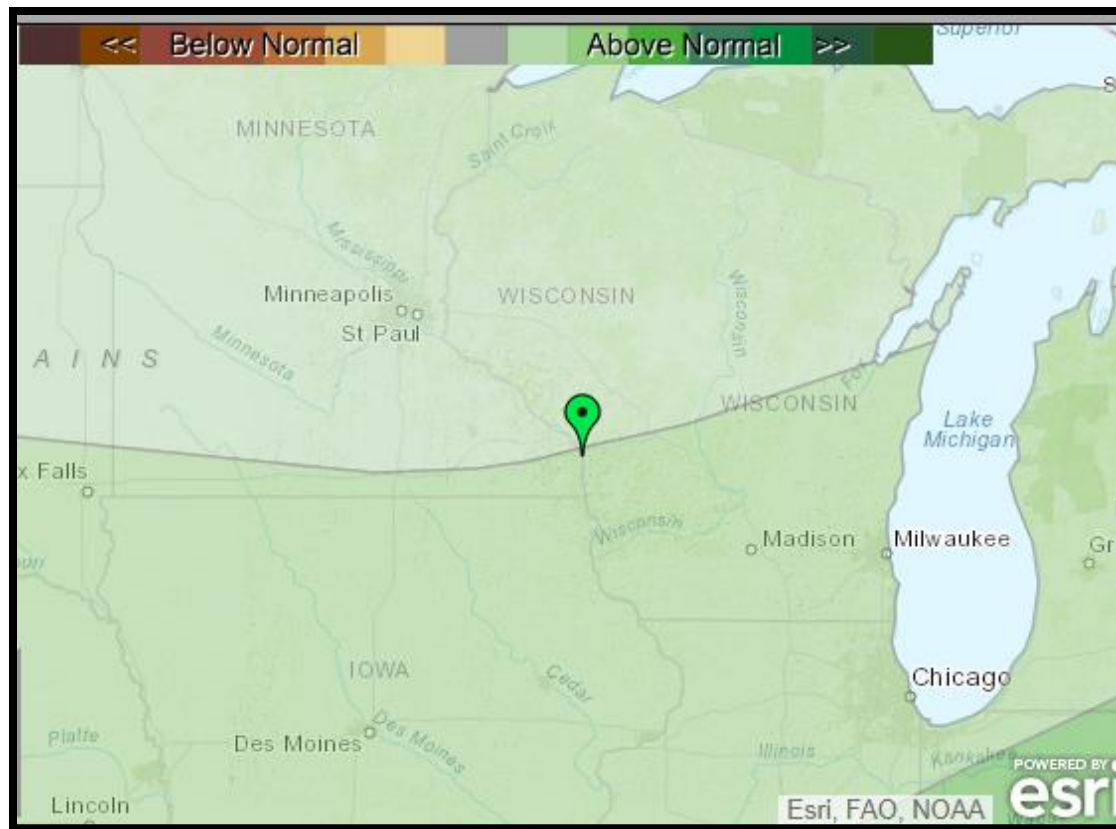 << Below Normal
Above Normal >>
Superior
S
MINNESOTA
Saint Croix
Mississippi
Minneapolis
WISCONSIN
Wisconsin
St Paul
Minnesota
A I N S
Fox
WISCONSIN
Lake
Michigan
x Falls
Wisconsin
Madison
Milwaukee
Gr
IOWA
Cedar
Chicago
Platte
Des Moines
Des Moines
Illinois
Kankakee
POWERED BY
esri
Lincoln
Esri, FAO, NOAA